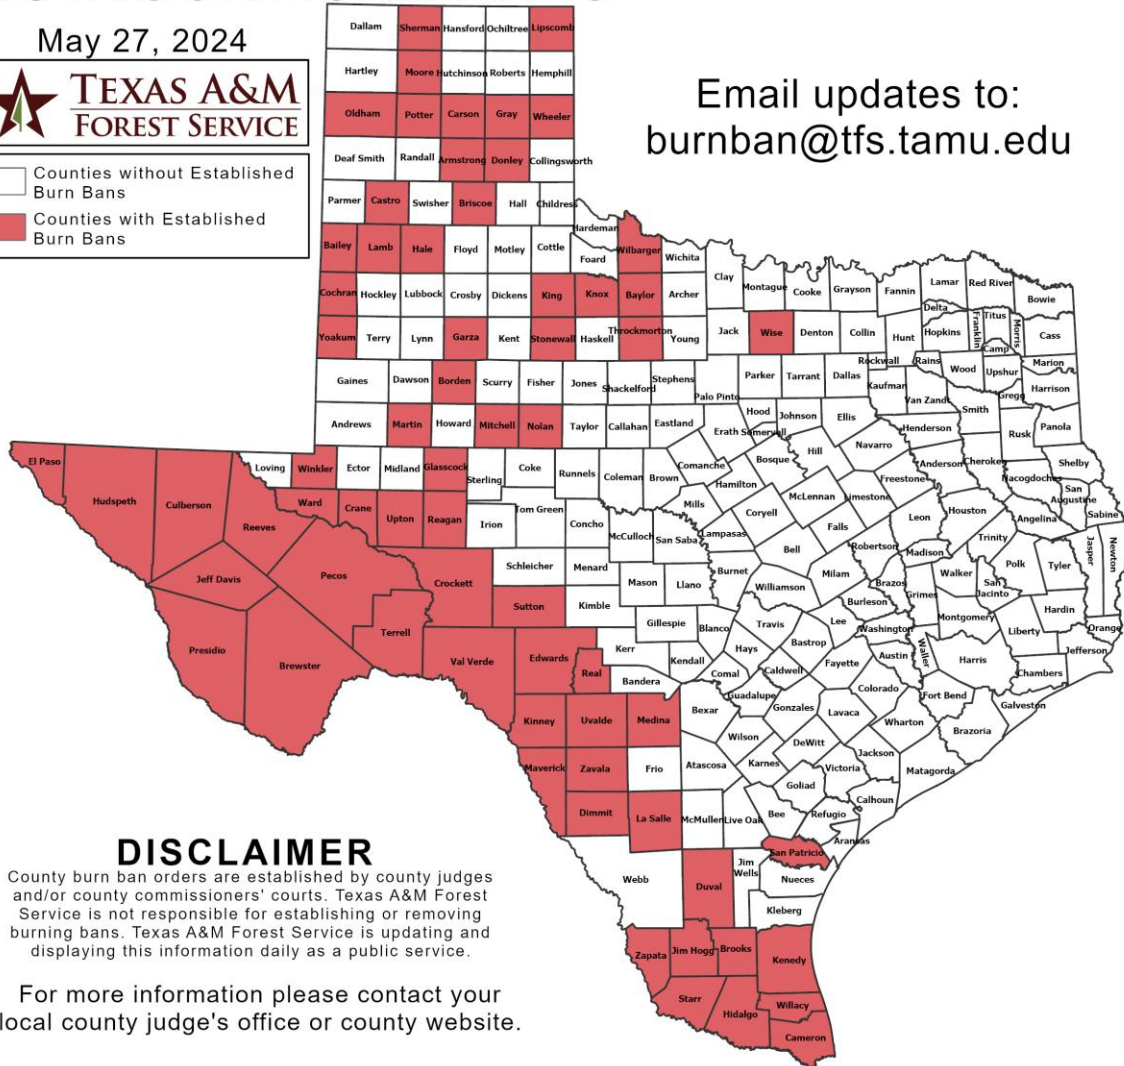 May 27, 2024
TEXAS A&M
FOREST SERVICE
Counties without Established
Burn Bans
Counties with Established
Burn Bans
Email updates to:
burnban@tfs.tamu.edu
Dallam Sherman Hansford Ochiltree Lipscomb
Hartley Moore Hutchinson Roberts Hemphill
Oldham Potter Carson Gray Wheeler
Deaf Smith Randall Armstrong Donley Collingsworth
Parmer Castro Swisher Briscoe Hall Childress
Hardeman
Bailey Lamb Hale Floyd Motley Cottle Foard Wilbarger Wichita
Clay Montague Cooke Grayson Fannin Lamar Red River Bowie
Cochran Hockley Lubbock Crosby Dickens King Knox Baylor Archer
Delta Franklin Titus Morris Cass
Yoakum Terry Lynn Garza Kent Stonewall Haskell Throckmorton Young Jack Wise Denton Collin Hunt Hopkins
Camp Marion
Rockwall Rains Wood Upshur Harrison
Gaines Dawson Borden Scurry Fisher Jones Shackelford Stephens Palo Pinto Parker Tarrant Dallas Kaufman Van Zandt Smith Gregg
Andrews Martin Howard Mitchell Nolan Taylor Callahan Eastland Erath Hood Somervell Johnson Ellis Henderson Rusk Panola
Navarro Hill Bosque
El Paso Hudspeth Culberson Reeves Loving Winkler Ector Midland Glasscock Sterling Coke Runnels Coleman Brown Comanche Hamilton Freestone Anderson Cherokee Nacogdoches Shelby
San Augustine Sabine
Ward Crane Upton Reagan Irion Tom Green Concho McCulloch San Saba Mills Lampasas Coryell McLennan Limestone Falls Leon Houston Angelina
Trinity Jasper Newton
Jeff Davis Pecos Crockett Schleicher Menard Mason Llano Burnet Bell Milam Robertson Madison Walker San Jacinto Polk Tyler
Williamson Brazos Grimes
Terrell Sutton Kimble Gillespie Blanco Travis Lee Burleson Washington Montgomery Liberty Hardin Orange
Presidio Brewster Val Verde Edwards Real Kerr Kendall Hays Bastrop Caldwell Fayette Austin Waller Harris Chambers Jefferson
Bandera Comal Guadalupe Colorado Fort Bend Galveston
Kinney Uvalde Medina Bexar Gonzales Lavaca Wharton Brazoria
Wilson DeWitt Jackson Matagorda
Maverick Zavala Frio Atascosa Karnes Victoria
Goliad Calhoun
Dimmit La Salle McMullen Live Oak Bee Refugio Aransas
San Patricio
Webb Duval Jim Wells Nueces
Kleberg
Zapata Jim Hogg Brooks Kenedy
Starr Hidalgo Willacy
Cameron
DISCLAIMER
County burn ban orders are established by county judges
and/or county commissioners' courts. Texas A&M Forest
Service is not responsible for establishing or removing
burning bans. Texas A&M Forest Service is updating and
displaying this information daily as a public service.
For more information please contact your
local county judge's office or county website.